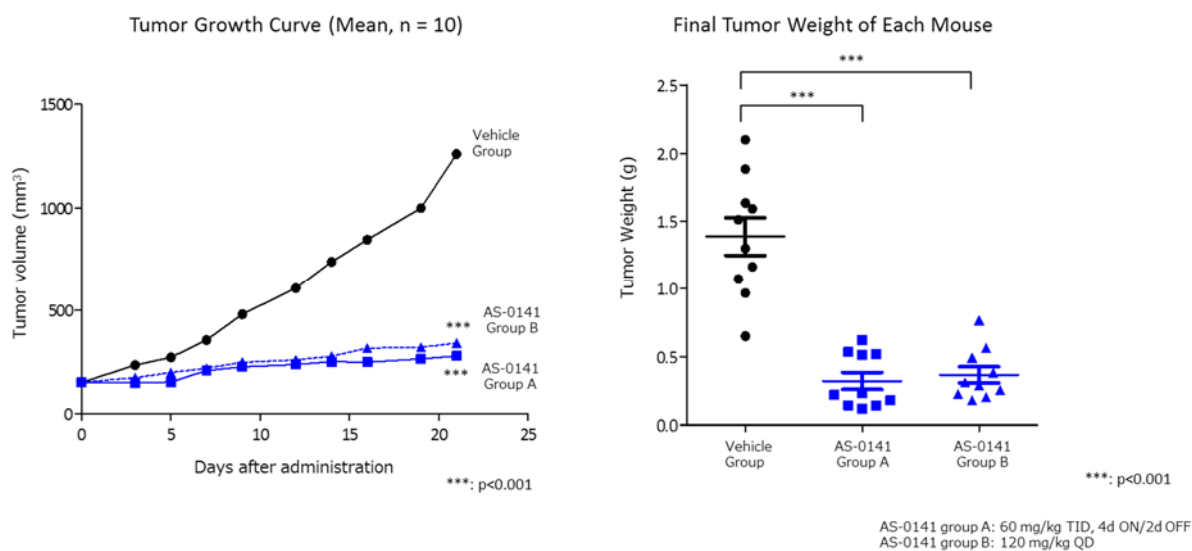 Tumor Growth Curve (Mean, n = 10)
Tumor volume (mm³)
1500
1000
500
0
0 5 10 15 20 25
Days after administration
Vehicle
Group
***
AS-0141
Group B
***
AS-0141
Group A
***: p<0.001
Final Tumor Weight of Each Mouse
***
***
Tumor Weight (g)
2.5
2.0
1.5
1.0
0.5
0.0
Vehicle
Group
AS-0141
Group A
AS-0141
Group B
***: p<0.001
AS-0141 group A: 60 mg/kg TID, 4d ON/2d OFF
AS-0141 group B: 120 mg/kg QD